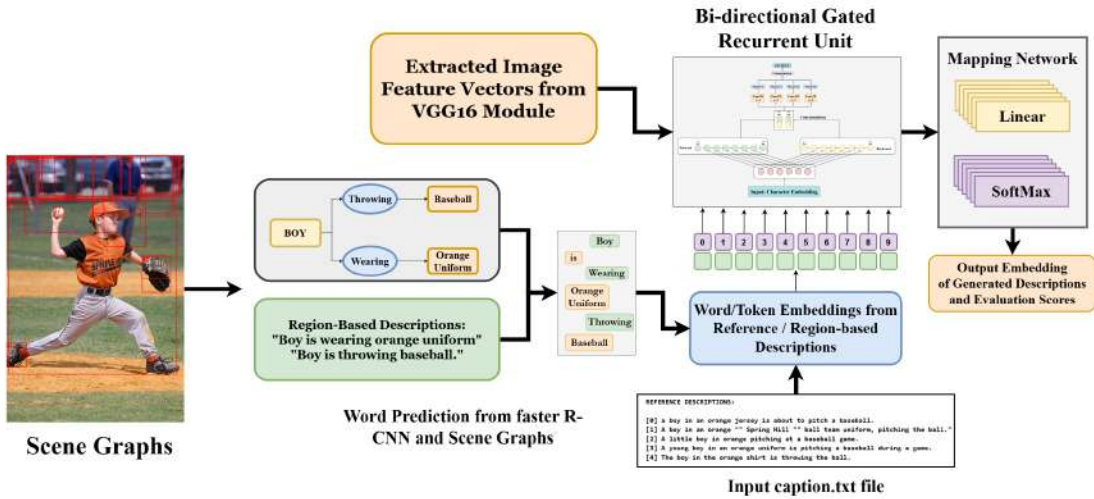 Bi-directional Gated
Recurrent Unit
Extracted Image
Feature Vectors from
VGG16 Module
Mapping Network
Linear
SoftMax
Input: Character Embedding
0 1 2 3 4 5 6 7 8 9
Output Embedding
of Generated Descriptions
and Evaluation Scores
BOY
Throwing
Baseball
Wearing
Orange
Uniform
Region-Based Descriptions:
"Boy is wearing orange uniform"
"Boy is throwing baseball."
Boy
is
Wearing
Orange
Uniform
Throwing
Baseball
Word/Token Embeddings from
Reference / Region-based
Descriptions
Scene Graphs
Word Prediction from faster R-
CNN and Scene Graphs
REFERENCE DESCRIPTIONS:
[0] a boy in an orange jersey is about to pitch a baseball.
[1] A boy in an orange "" Spring Hill "" ball team uniform, pitching the ball."
[2] A little boy in orange pitching at a baseball game.
[3] A young boy in an orange uniform is pitching a baseball during a game.
[4] The boy in the orange shirt is throwing the ball.
Input caption.txt file